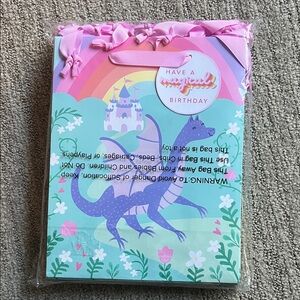 HAVE A
magical
BIRTHDAY
WARNING: To Avoid Danger of Suffocation, Keep
This Bag Away From Babies and Children. Do Not
Use This Bag in Cribs, Beds, Carriages, or Playpens.
This bag is not a toy.